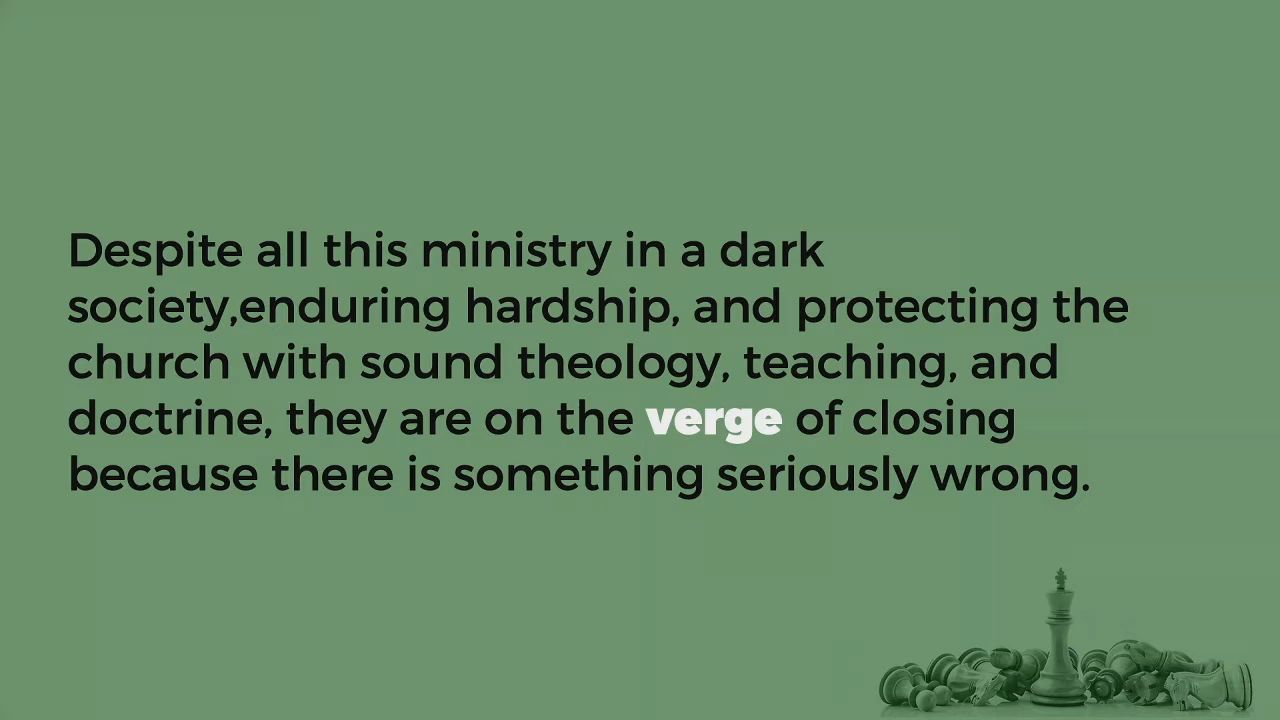 Despite all this ministry in a dark
society,enduring hardship, and protecting the
church with sound theology, teaching, and
doctrine, they are on the verge of closing
because there is something seriously wrong.